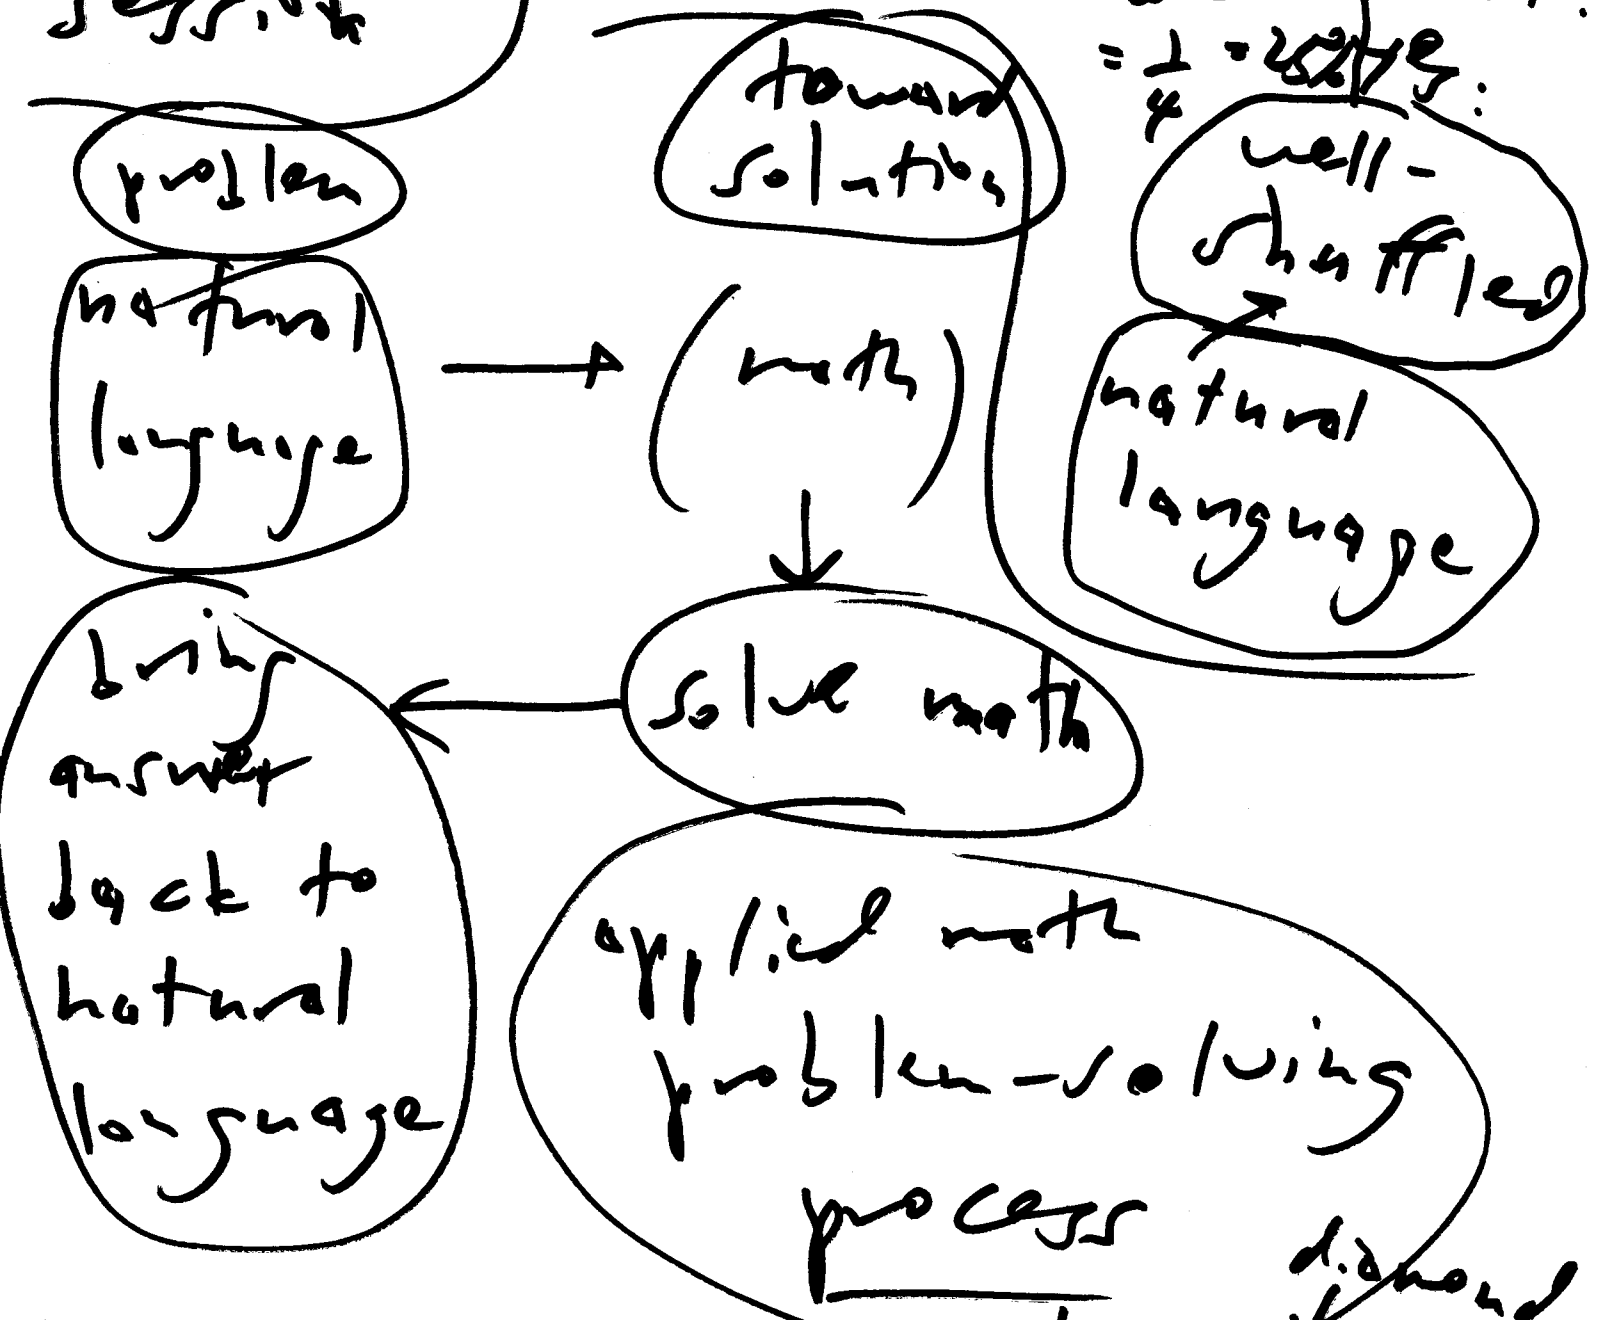 toward
solution
= 1/4 = 25%
problem
well-
shuffled
natural
language
(math)
natural
language
solve math
bring
answer
back to
natural
language
applied math
problem-solving
process
diamond